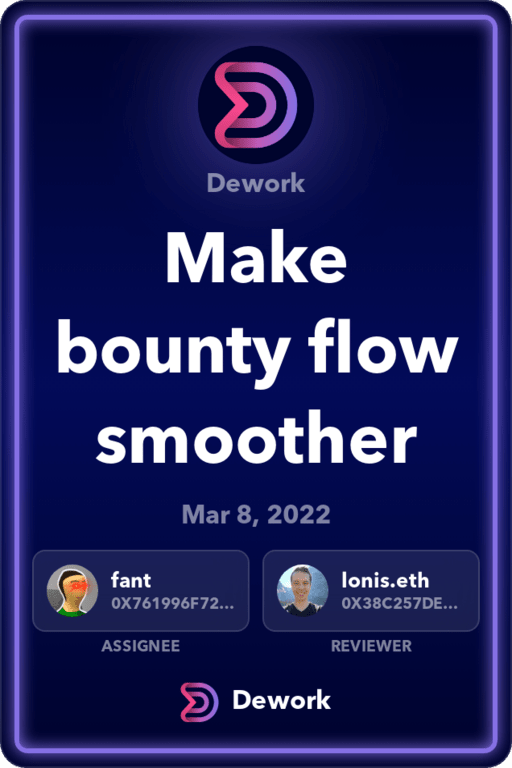 Dework
Make
bounty flow
smoother
Mar 8, 2022
fant
0X761996F72...
lonis.eth
0X38C257DE...
ASSIGNEE
REVIEWER
Dework